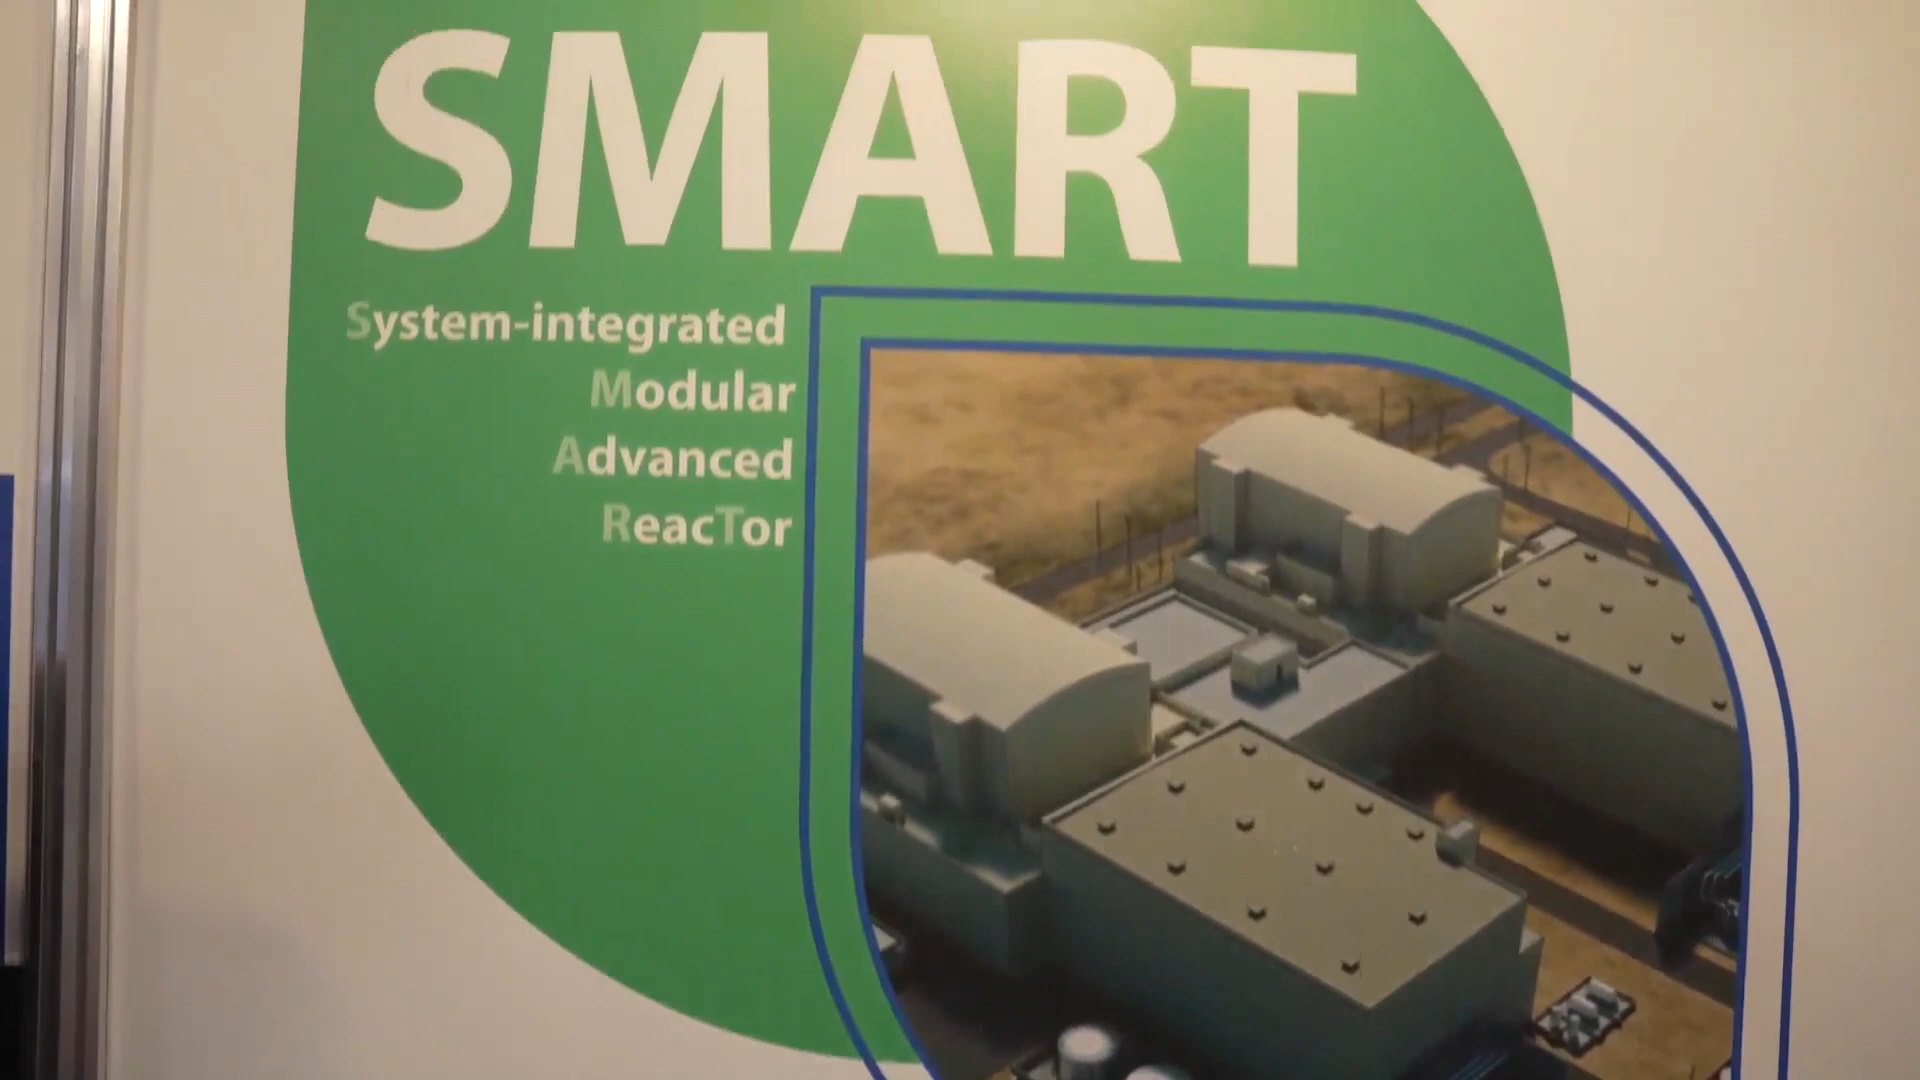 SMART
System-integrated
Modular
Advanced
ReacTor